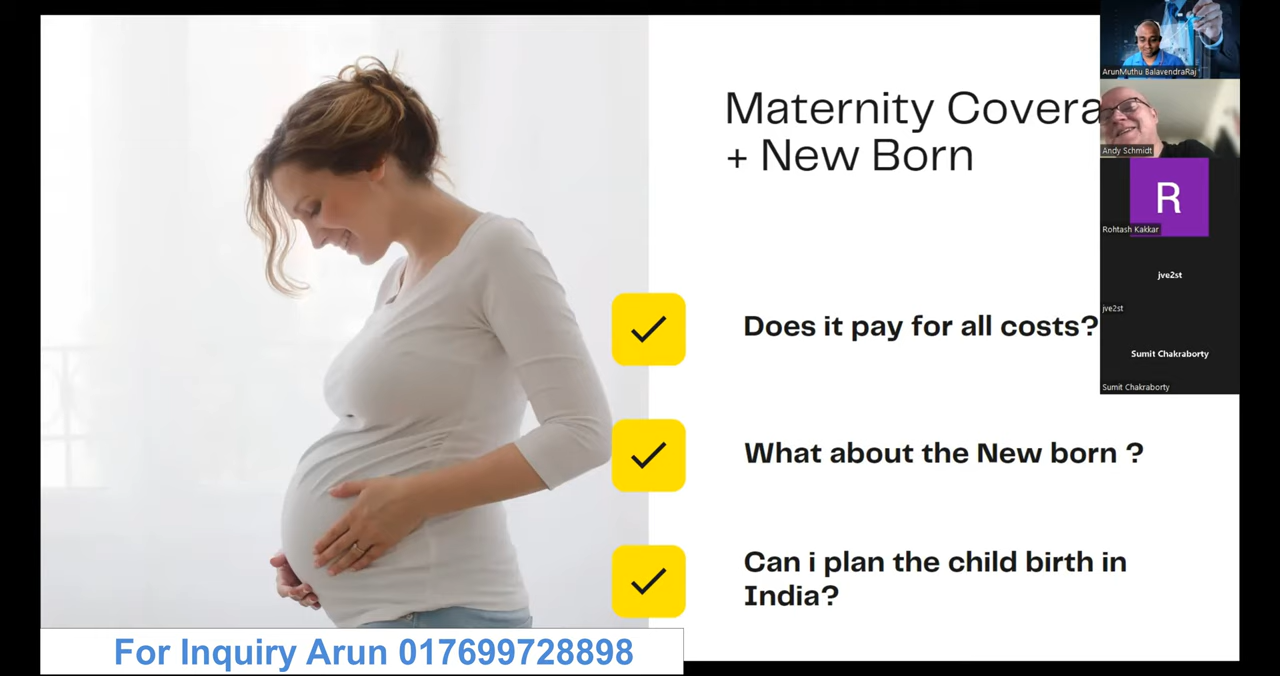 Maternity Covera
+ New Born
Does it pay for all costs?
What about the New born ?
Can i plan the child birth in
India?
For Inquiry Arun 017699728898
ArunMuthu BalavendraRaj
Andy Schmidt
R
Rohtash Kakkar
jve2st
jve2st
Sumit Chakraborty
Sumit Chakraborty